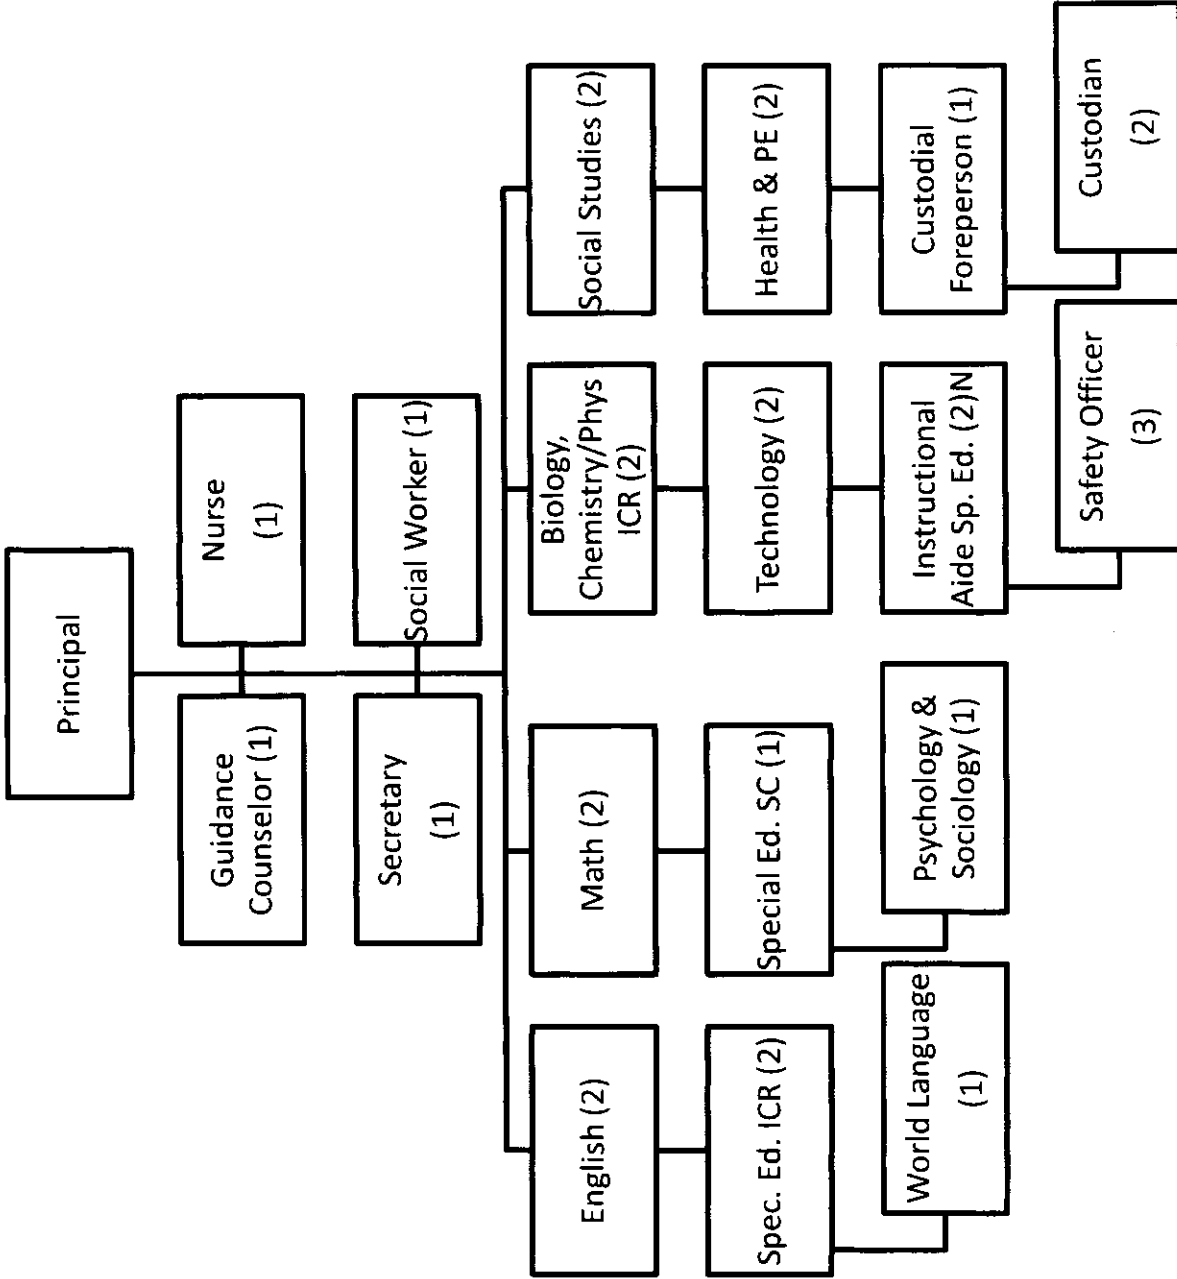 Principal
Guidance
Counselor (1)
Nurse
(1)
Secretary
(1)
Social Worker (1)
English (2)
Math (2)
Biology,
Chemistry/Phys
ICR (2)
Social Studies (2)
Spec. Ed. ICR (2)
Special Ed. SC (1)
Technology (2)
Health & PE (2)
World Language
(1)
Psychology &
Sociology (1)
Instructional
Aide Sp. Ed. (2)N
Custodial
Foreperson (1)
Safety Officer
(3)
Custodian
(2)